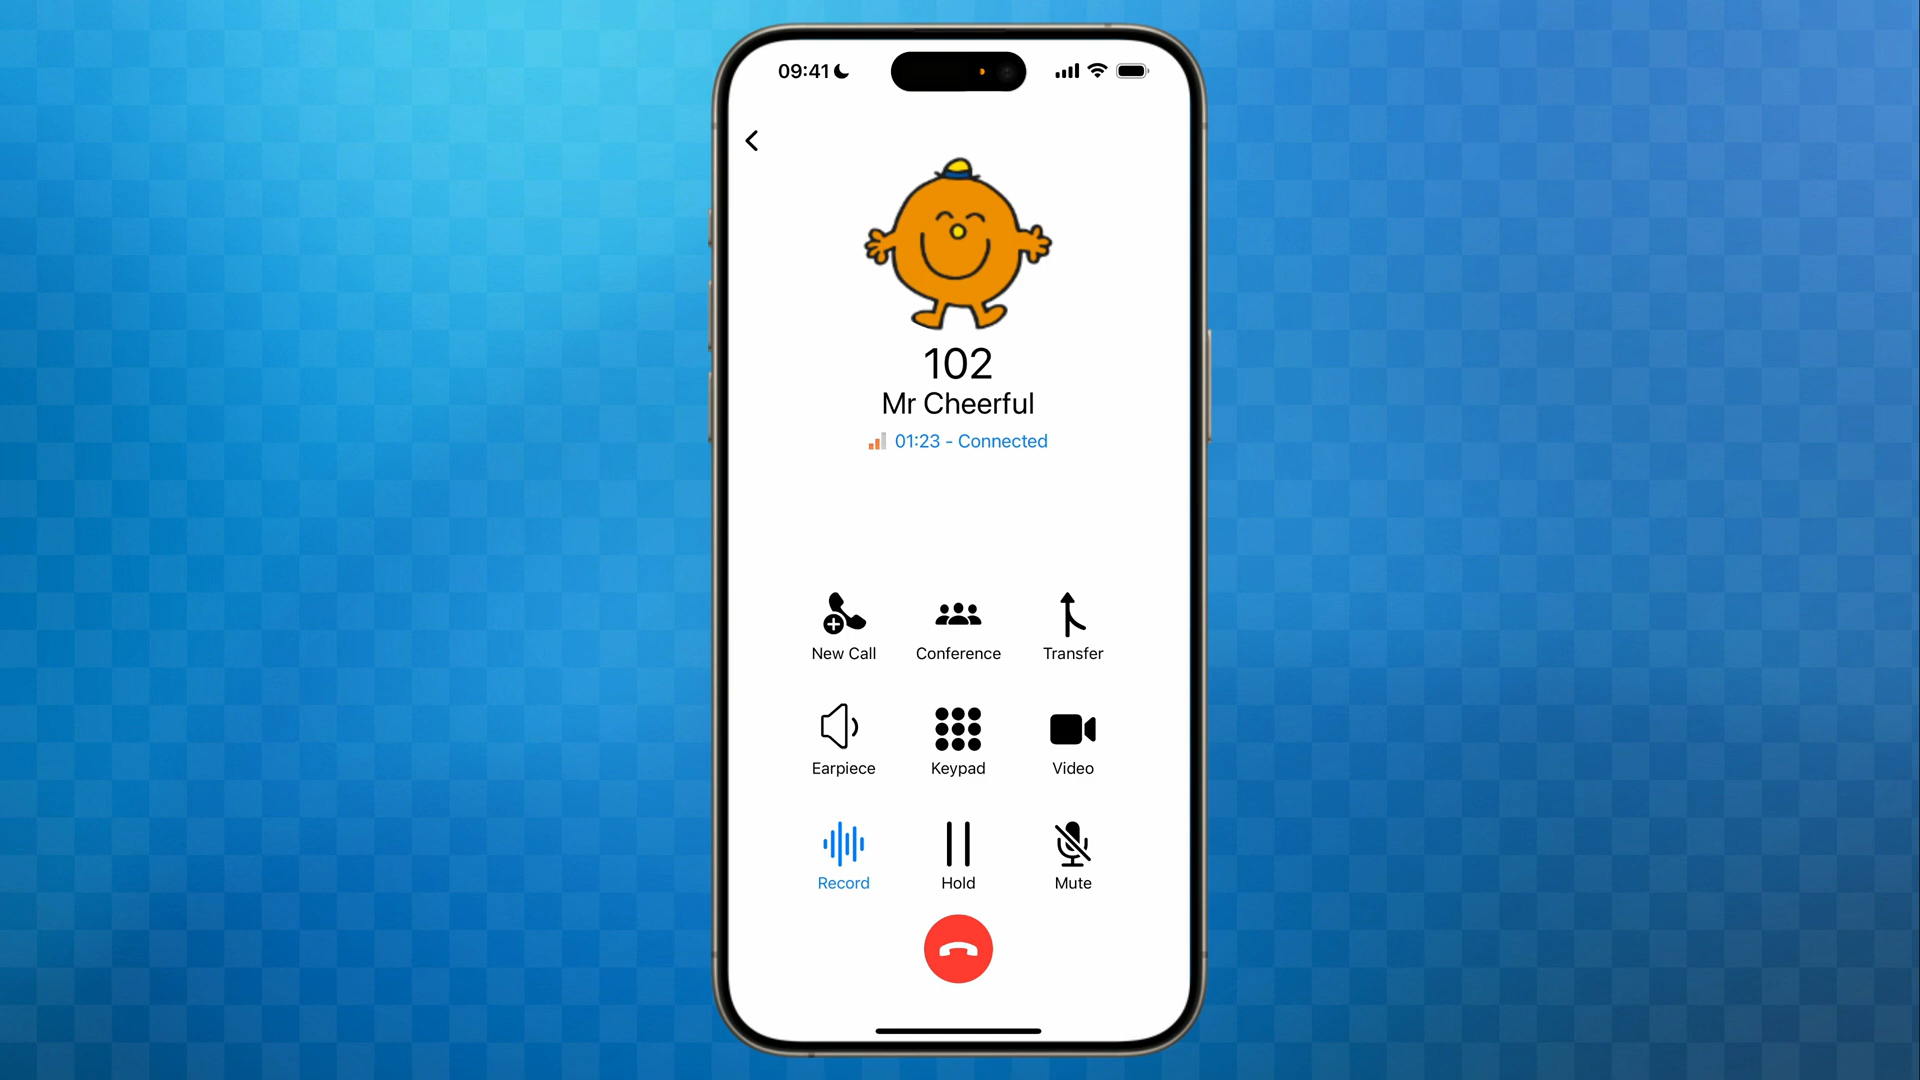 09:41
102
Mr Cheerful
01:23 - Connected
New Call Conference Transfer
Earpiece Keypad Video
Record Hold Mute